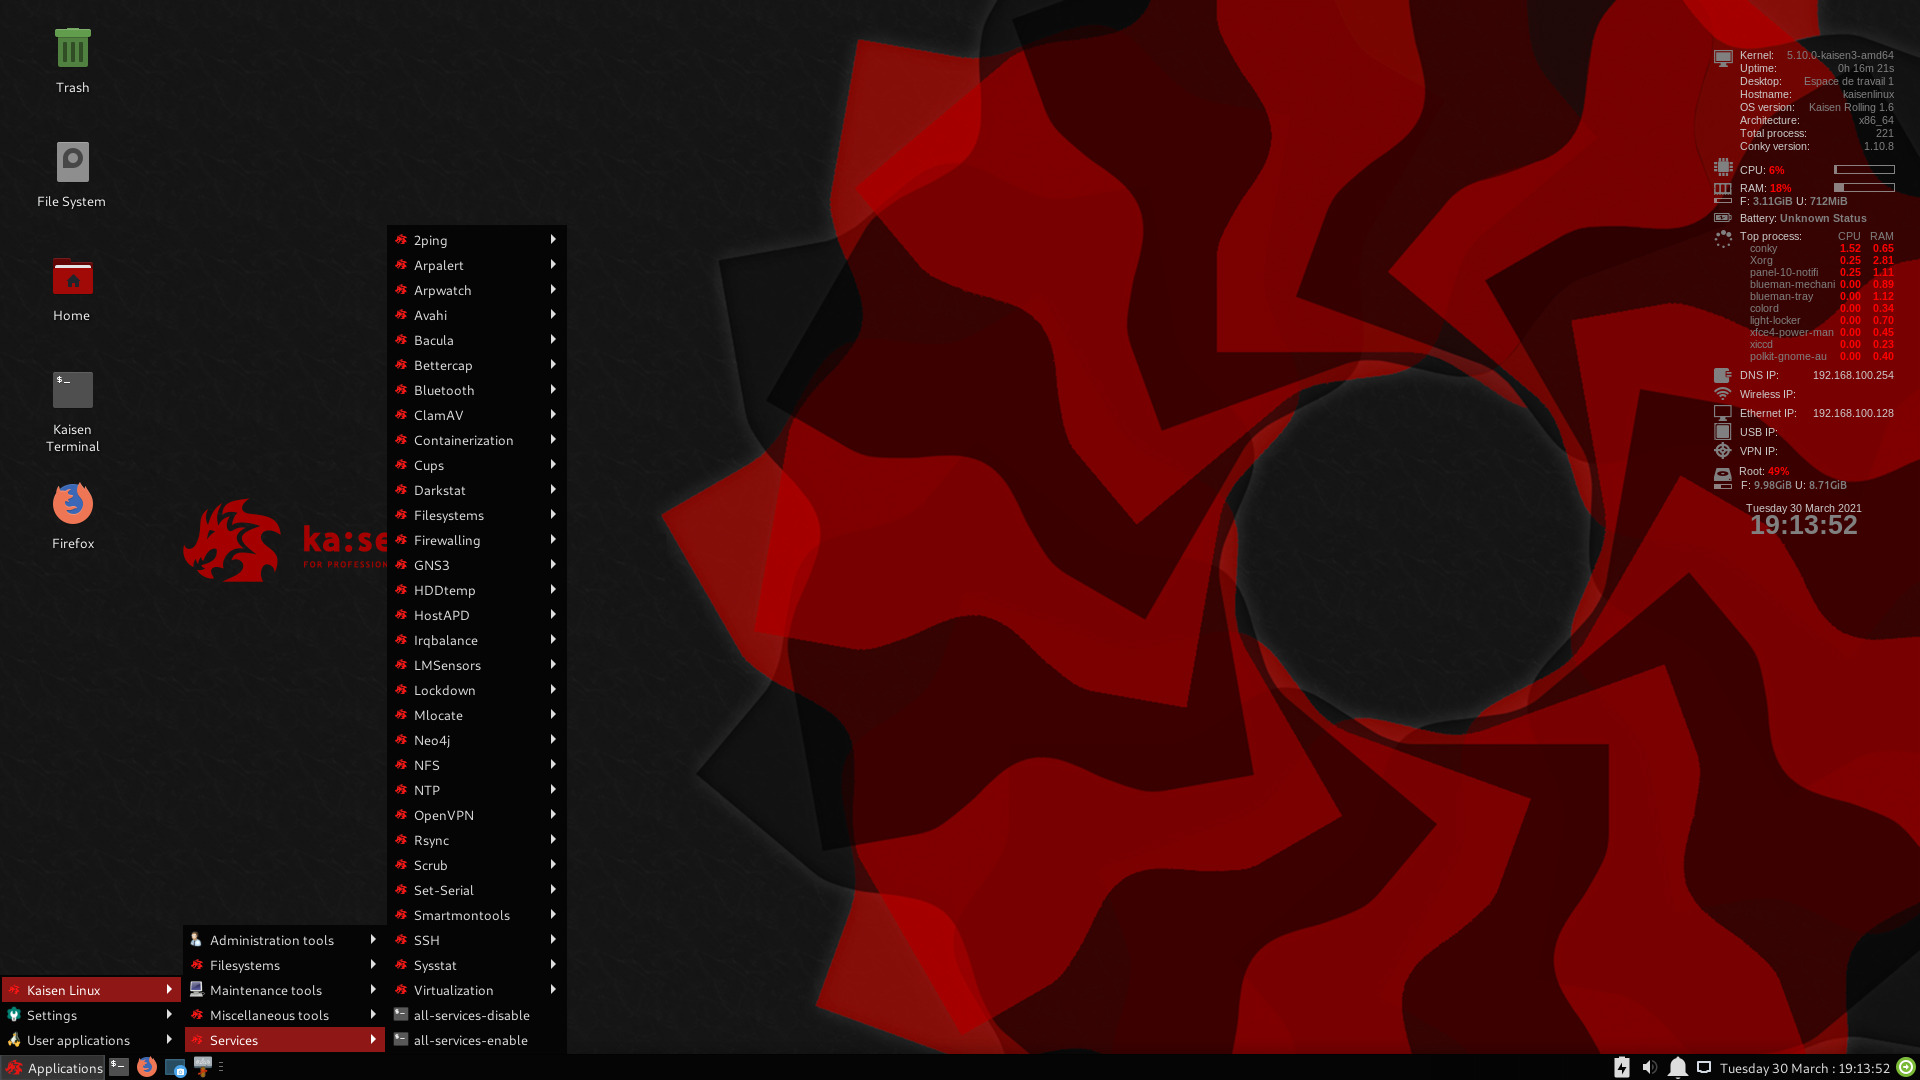 Trash
File System
Home
$-
Kaisen
Terminal
Firefox
ka:se
FOR PROFESSION
2ping
Arpalert
Arpwatch
Avahi
Bacula
Bettercap
Bluetooth
ClamAV
Containerization
Cups
Darkstat
Filesystems
Firewalling
GNS3
HDDtemp
HostAPD
Irqbalance
LMSensors
Lockdown
Mlocate
Neo4j
NFS
NTP
OpenVPN
Rsync
Scrub
Set-Serial
Smartmontools
SSH
Sysstat
Virtualization
all-services-disable
all-services-enable
Administration tools
Filesystems
Maintenance tools
Miscellaneous tools
Services
Kaisen Linux
Settings
User applications
Kernel: 5.10.0-kaisen3-amd64
Uptime: 0h 16m 21s
Desktop: Espace de travail 1
Hostname: kaisenlinux
OS version: Kaisen Rolling 1.6
Architecture: x86_64
Total process: 221
Conky version: 1.10.8
CPU: 6%
RAM: 18%
F: 3.11GiB U: 712MiB
Battery: Unknown Status
Top process: CPU RAM
conky 1.52 0.65
Xorg 0.25 2.81
panel-10-notifi 0.25 1.11
blueman-mechani 0.00 0.89
blueman-tray 0.00 1.12
colord 0.00 0.34
light-locker 0.00 0.70
xfce4-power-man 0.00 0.45
xiccd 0.00 0.23
polkit-gnome-au 0.00 0.40
DNS IP: 192.168.100.254
Wireless IP:
Ethernet IP: 192.168.100.128
USB IP:
VPN IP:
Root: 49%
F: 9.98GiB U: 8.71GiB
Tuesday 30 March 2021
19:13:52
Applications
Tuesday 30 March : 19:13:52